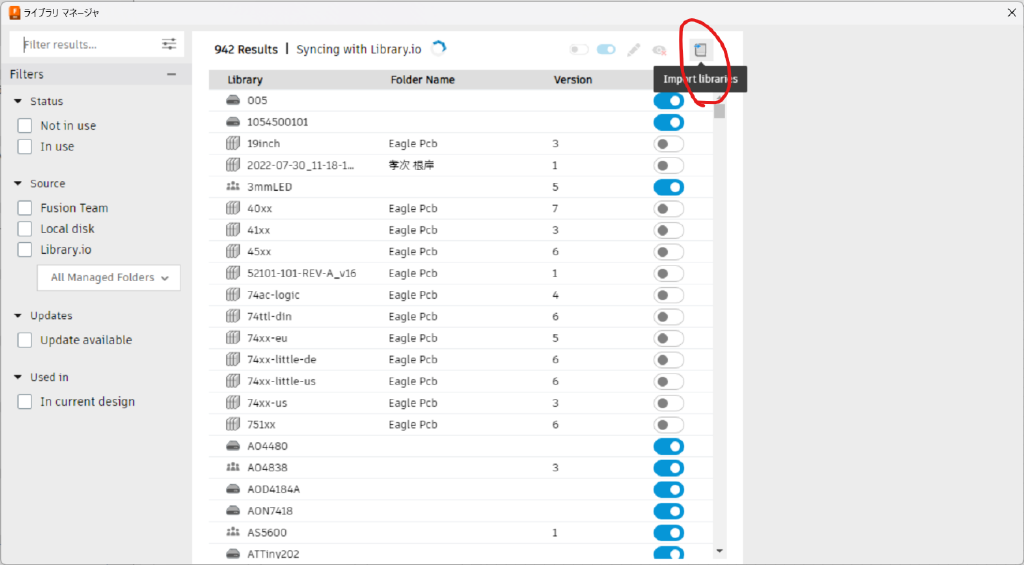 ライブラリ マネージャ
Filter results...
Filters
Status
Not in use
In use
Source
Fusion Team
Local disk
Library.io
All Managed Folders
Updates
Update available
Used in
In current design
942 Results | Syncing with Library.io
Import libraries
Library Folder Name Version
005
1054500101
19inch Eagle Pcb 3
2022-07-30_11-18-1... 孝次 根岸 1
3mmLED 5
40xx Eagle Pcb 7
41xx Eagle Pcb 3
45xx Eagle Pcb 6
52101-101-REV-A_v16 Eagle Pcb 1
74ac-logic Eagle Pcb 4
74ttl-din Eagle Pcb 6
74xx-eu Eagle Pcb 5
74xx-little-de Eagle Pcb 6
74xx-little-us Eagle Pcb 6
74xx-us Eagle Pcb 3
751xx Eagle Pcb 6
AO4480
AO4838 3
AOD4184A
AON7418
AS5600 1
ATTiny202